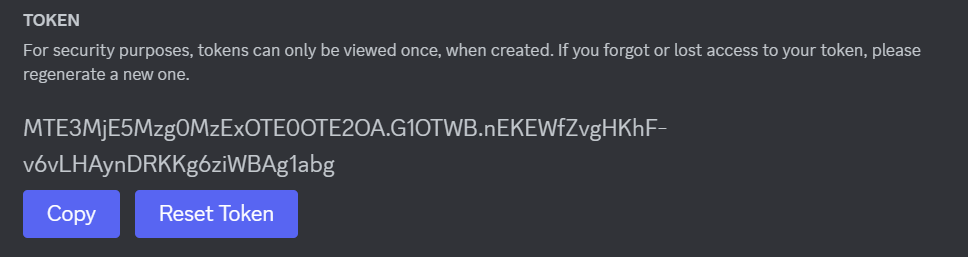 TOKEN
For security purposes, tokens can only be viewed once, when created. If you forgot or lost access to your token, please
regenerate a new one.
MTE3MjE5Mzg0MzExOTE0OTE2OA.G1OTWB.nEKEWfZvgHKhF-
v6vLHAynDRKKg6ziWBAg1abg
Copy
Reset Token